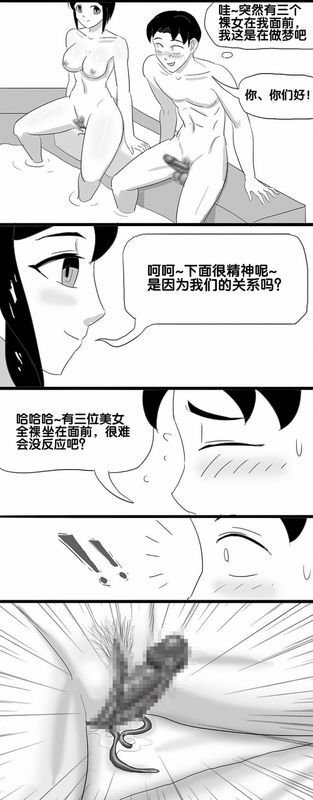 哇~突然有三个
裸女在我面前，
我这是在做梦吧
你、你们好！
呵呵~下面很精神呢~
是因为我们的关系吗？
哈哈哈~有三位美女
全裸坐在面前，很难
会没反应吧？
!!